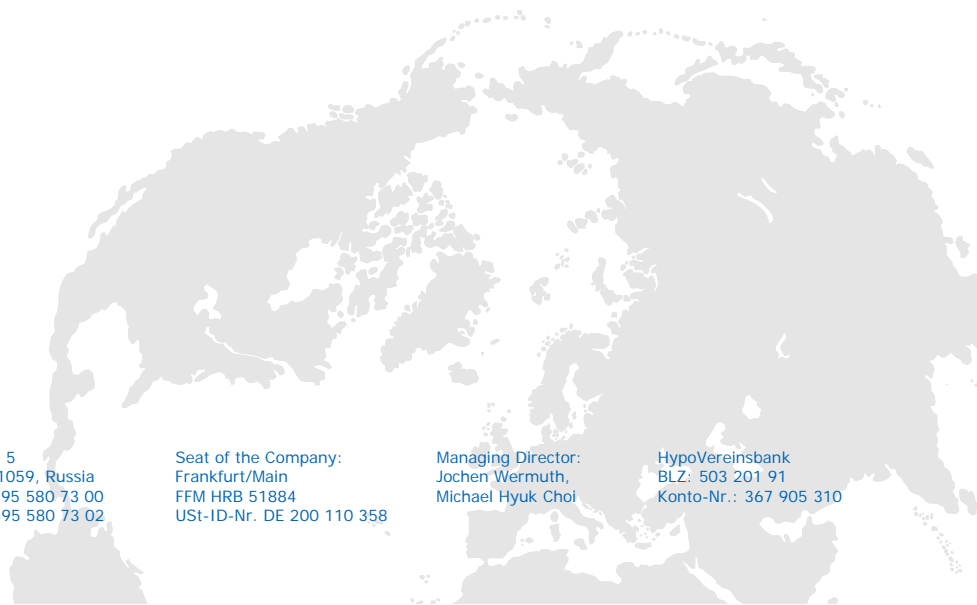 5
1059, Russia
95 580 73 00
95 580 73 02
Seat of the Company:
Frankfurt/Main
FFM HRB 51884
USt-ID-Nr. DE 200 110 358
Managing Director:
Jochen Wermuth,
Michael Hyuk Choi
HypoVereinsbank
BLZ: 503 201 91
Konto-Nr.: 367 905 310